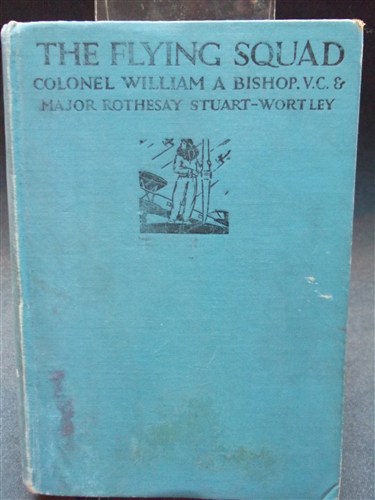 THE FLYING SQUAD
COLONEL WILLIAM A BISHOP, V.C. &
MAJOR ROTHESAY STUART-WORTLEY